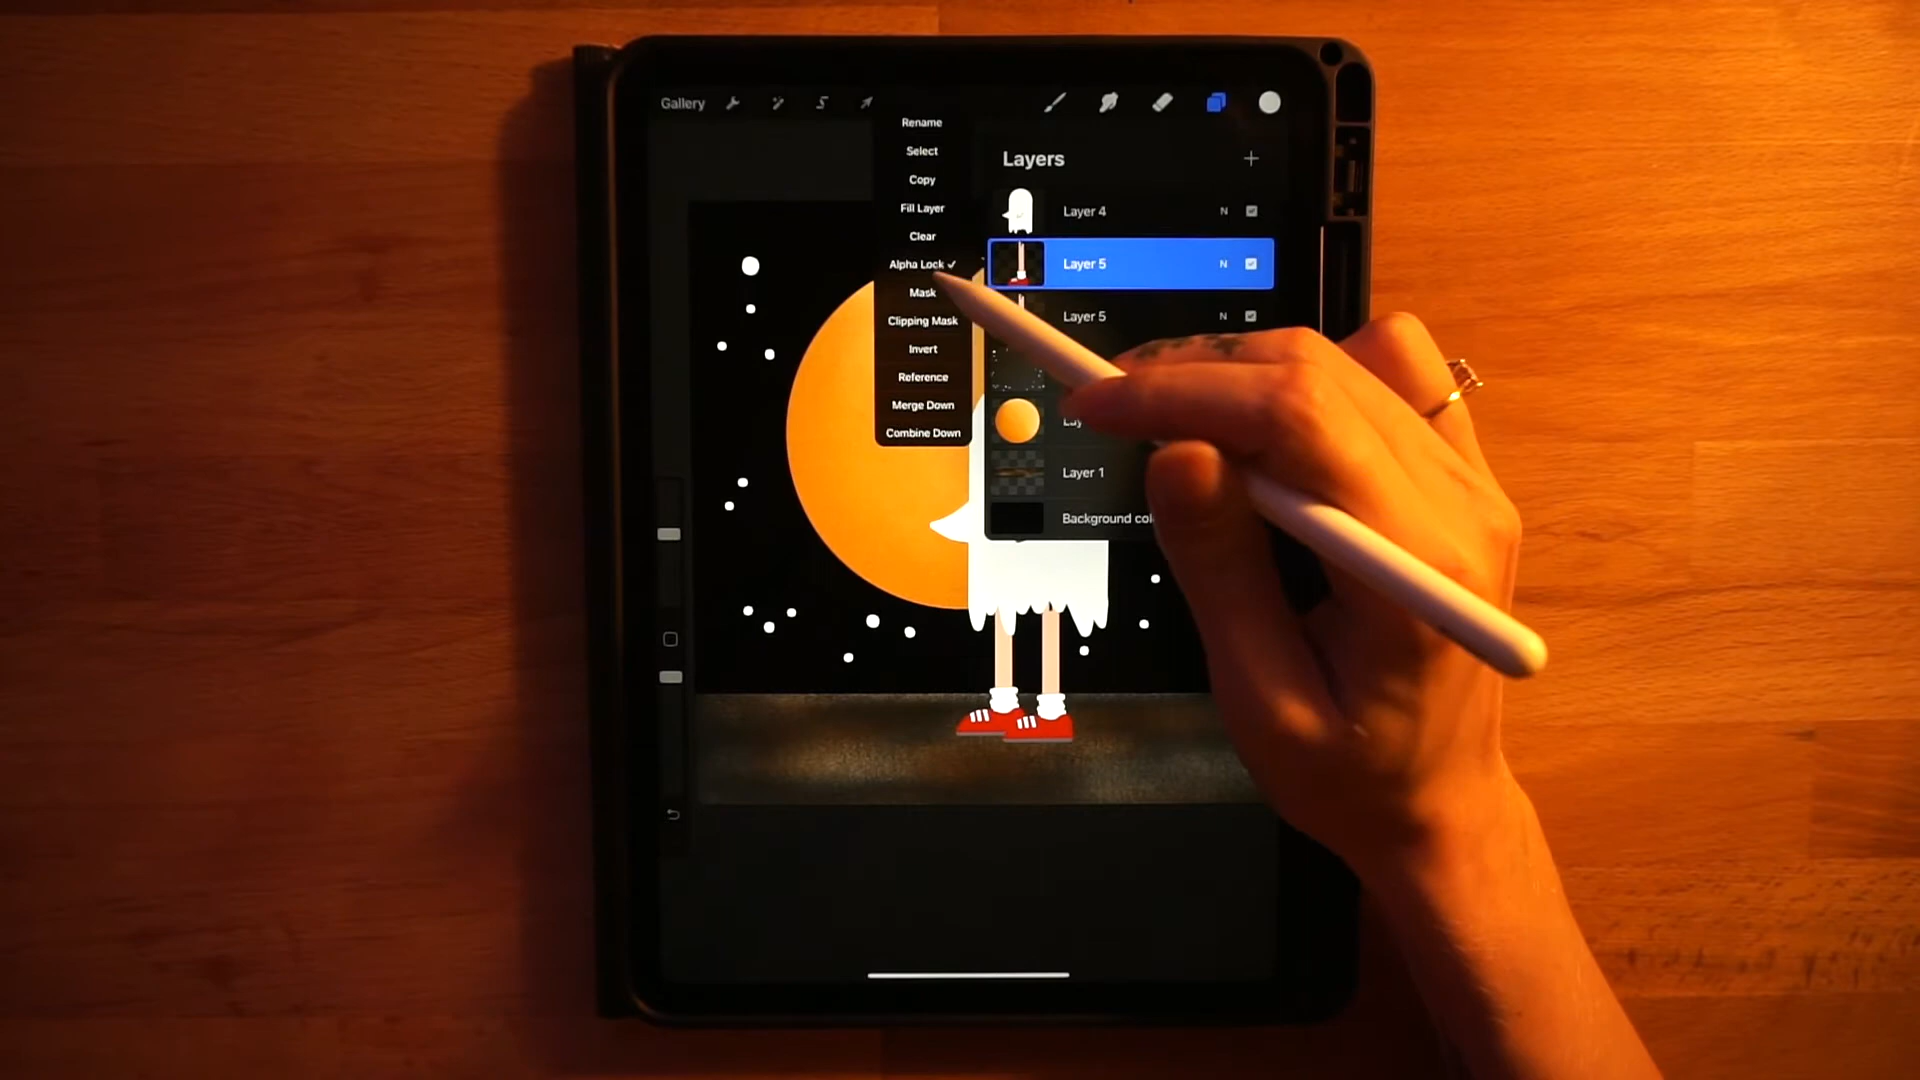 Gallery
Rename
Select
Copy
Fill Layer
Clear
Alpha Lock ✓
Mask
Clipping Mask
Invert
Reference
Merge Down
Combine Down
Layers
Layer 4 N
Layer 5 N
Layer 5 N
Layer 1
Background